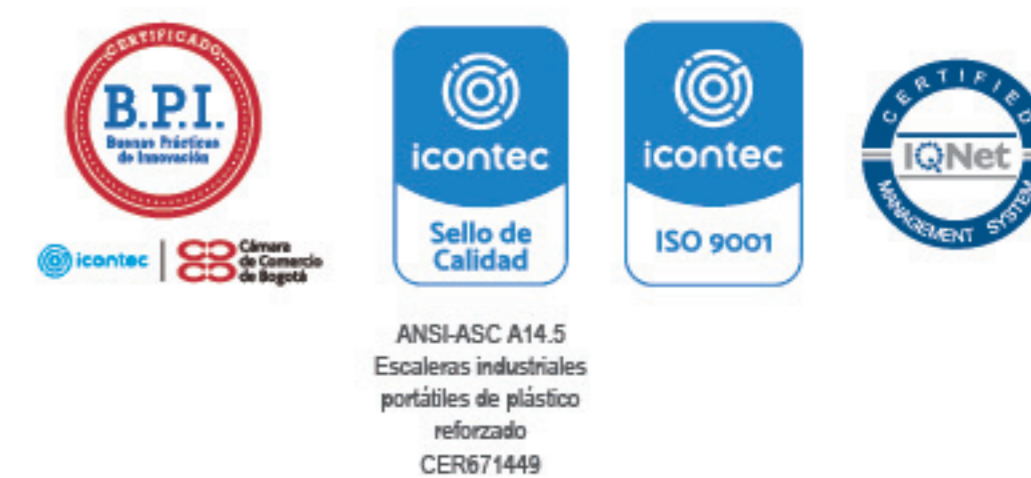 CERTIFICADO
B.P.I.
Buenas Prácticas
de Innovación
icontec
Cámara
de Comercio
de Bogotá
icontec
Sello de
Calidad
ANSI-ASC A14.5
Escaleras industriales
portátiles de plástico
reforzado
CER671449
icontec
ISO 9001
CERTIFIED
IQNet
MANAGEMENT SYSTEM